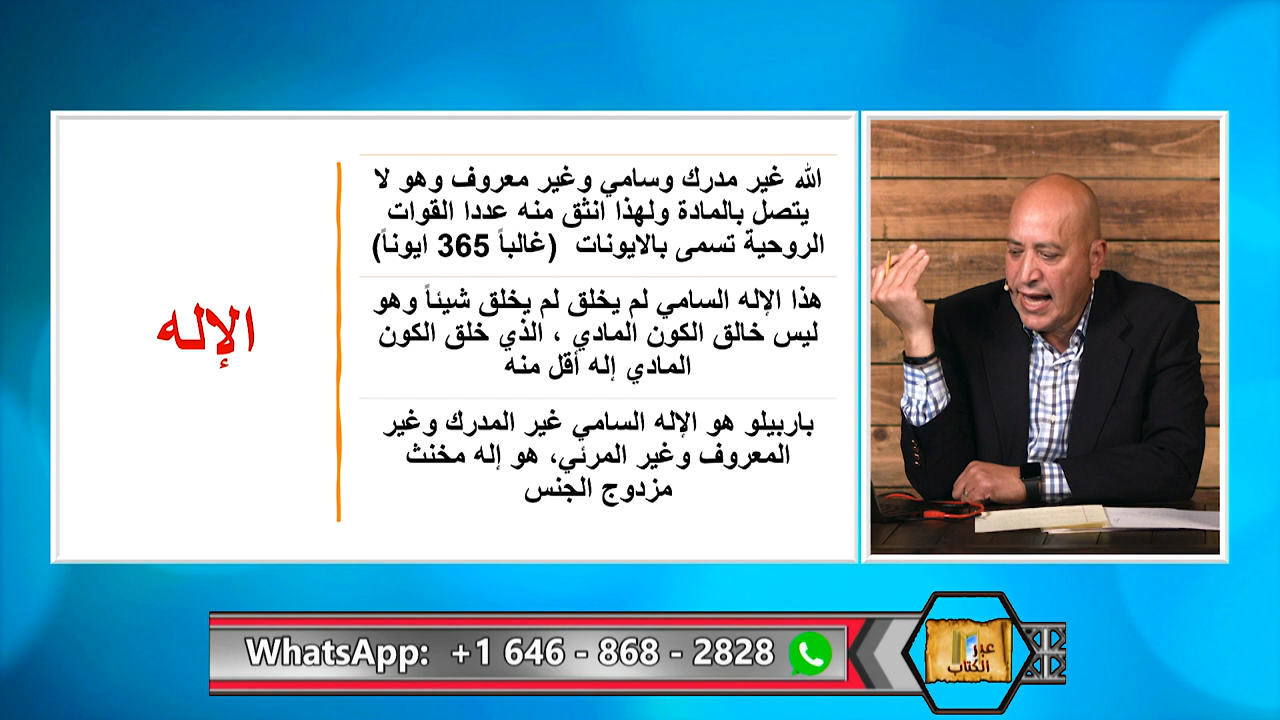 الإله
الله غير مدرك وسامي وغير معروف وهو لا
يتصل بالمادة ولهذا انثق منه عددا القوات
الروحية تسمى بالايونات (غالباً 365 ايوناً)
هذا الإله السامي لم يخلق لم يخلق شيئاً وهو
ليس خالق الكون المادي ، الذي خلق الكون
المادي إله أقل منه
باربيلو هو الإله السامي غير المدرك وغير
المعروف وغير المرئي، هو إله مخنث
مزدوج الجنس
WhatsApp: +1 646 - 868 - 2828
عبر
الكتاب